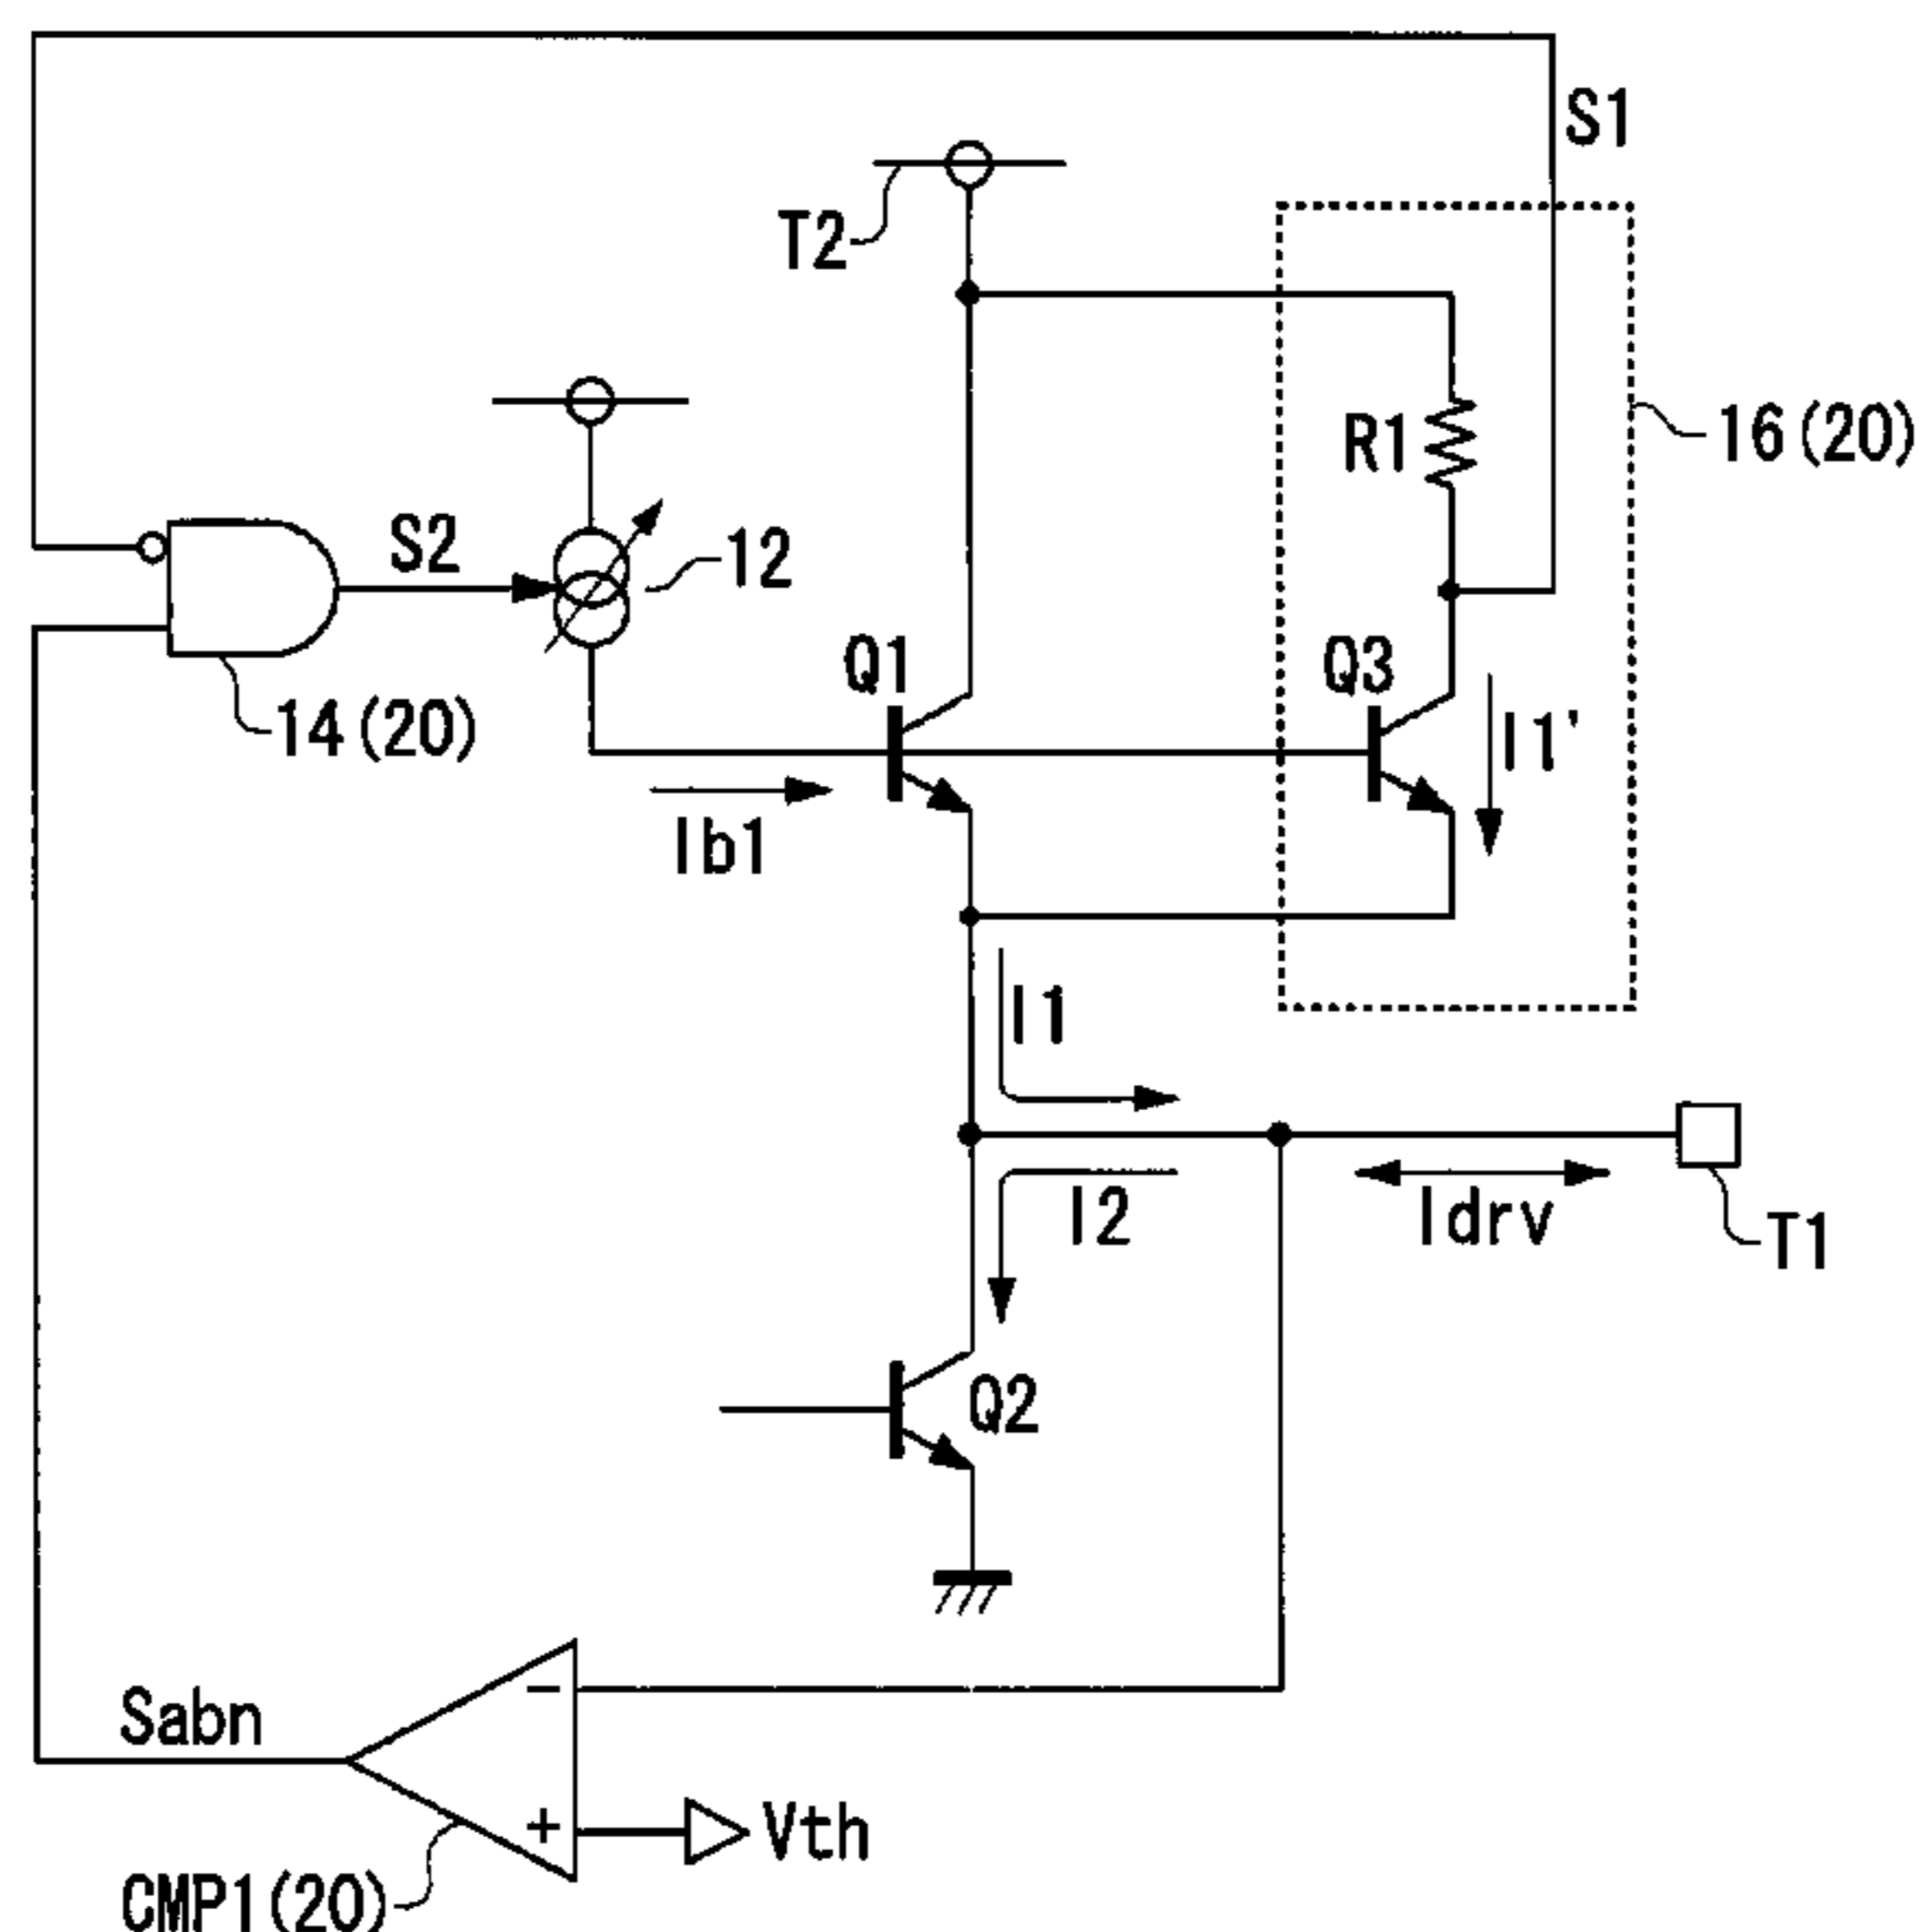 S1
T2
R1
16(20)
S2
12
Q1
Q3
14(20)
I1'
Ib1
I1
I2
Idrv
T1
Q2
Sabn
−
+
Vth
CMP1(20)